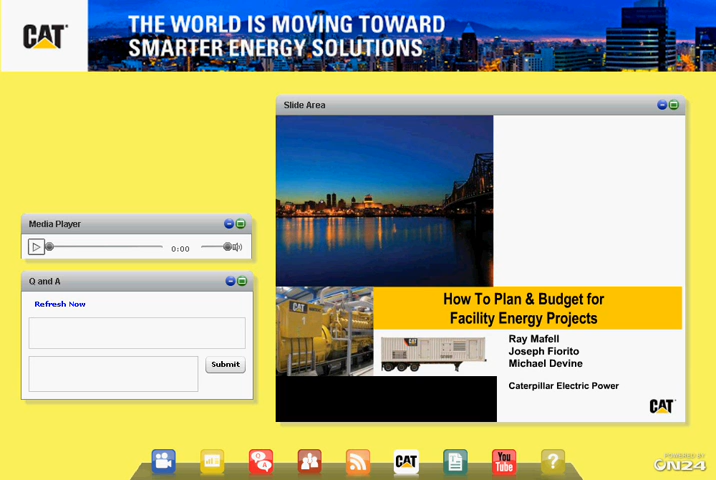 CAT
THE WORLD IS MOVING TOWARD
SMARTER ENERGY SOLUTIONS
Slide Area
Media Player
0:00
Q and A
Refresh Now
Submit
CAT
How To Plan & Budget for
Facility Energy Projects
Ray Mafell
Joseph Fiorito
Michael Devine
Caterpillar Electric Power
CAT
Q
A
CAT
You
Tube
?
POWERED BY
ON24